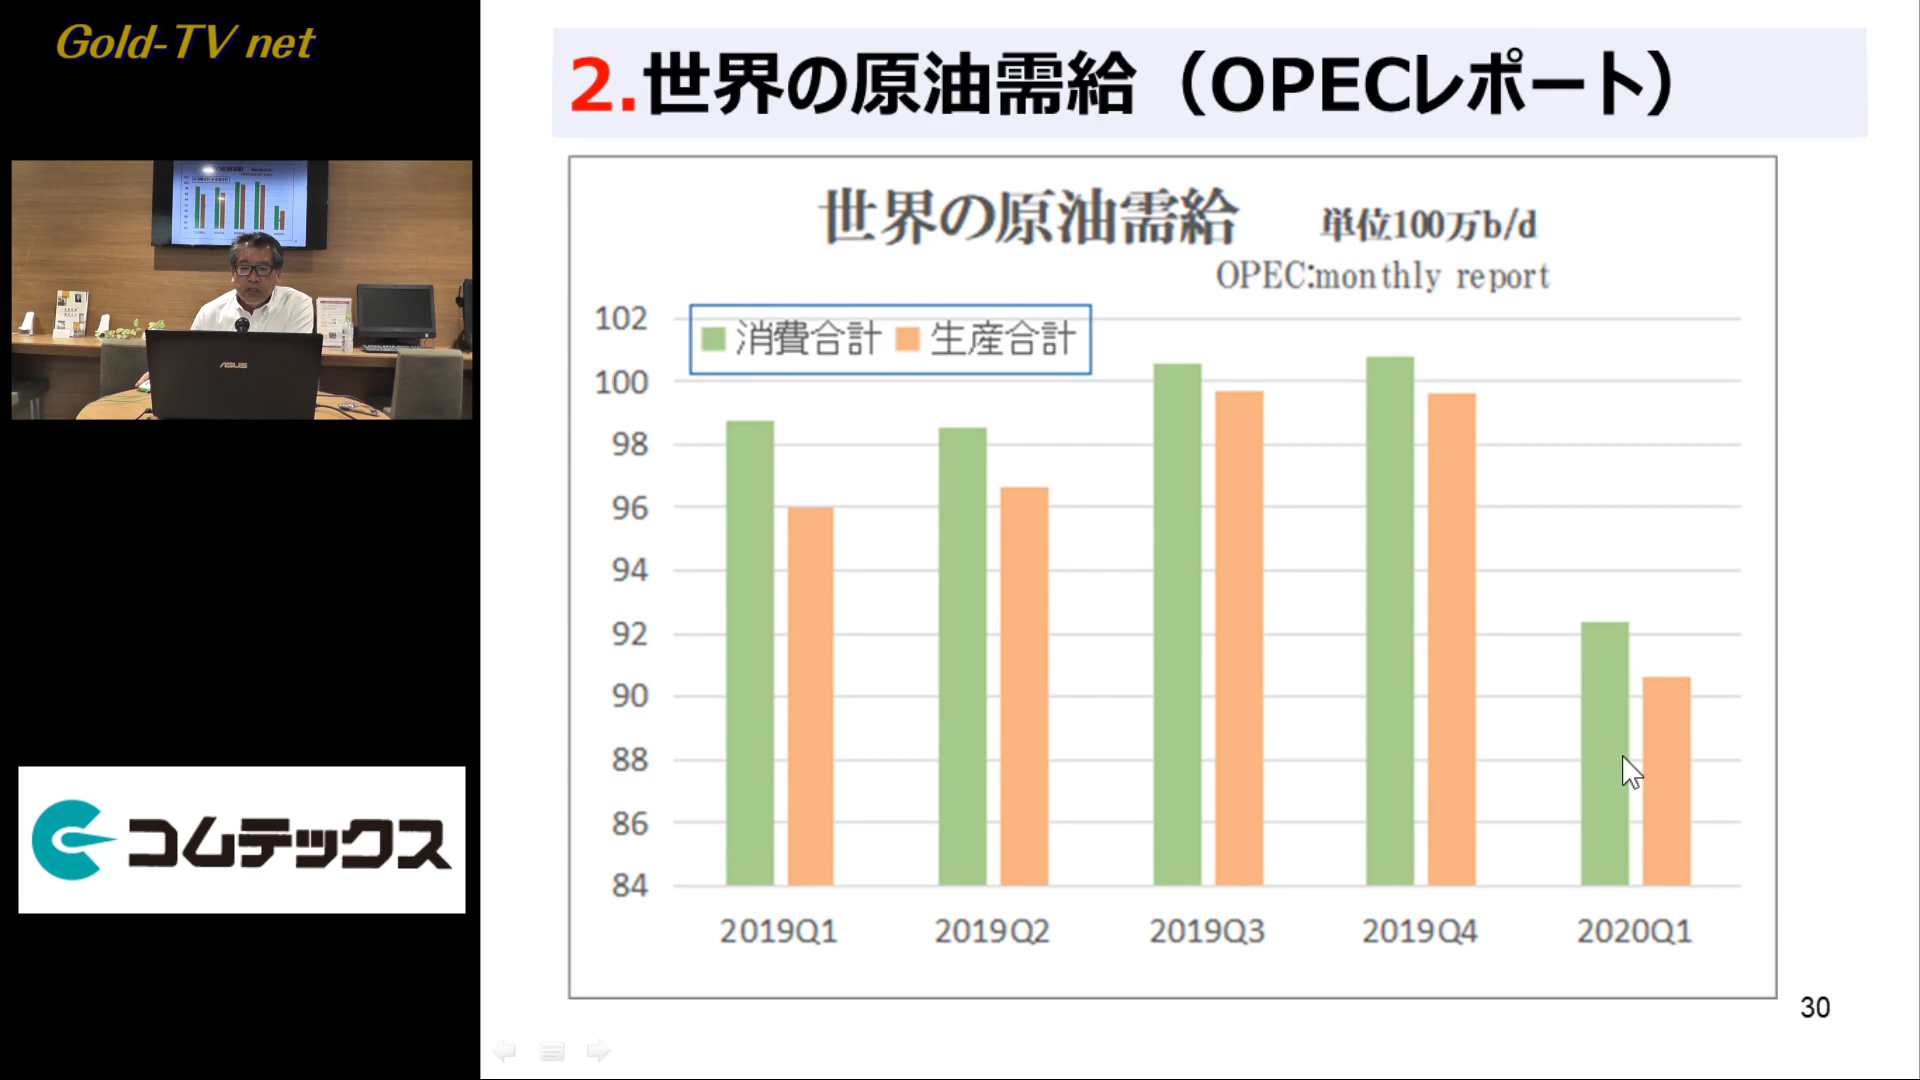 Gold-TV net
2.世界の原油需給（OPECレポート）
世界の原油需給 単位100万b/d
OPEC:monthly report
消費合計 生産合計
102
100
98
96
94
92
90
88
86
84
2019Q1 2019Q2 2019Q3 2019Q4 2020Q1
30
ASUS
コムテックス